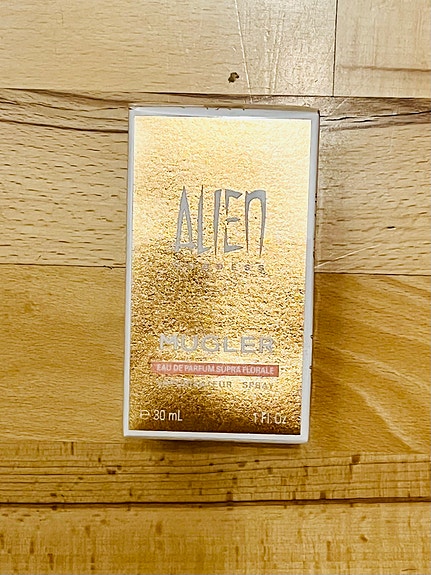 ALIEN
GODDESS
MUGLER
EAU DE PARFUM SUPRA FLORALE
VAPORISATEUR SPRAY
℮ 30 mL 1 Fl. Oz